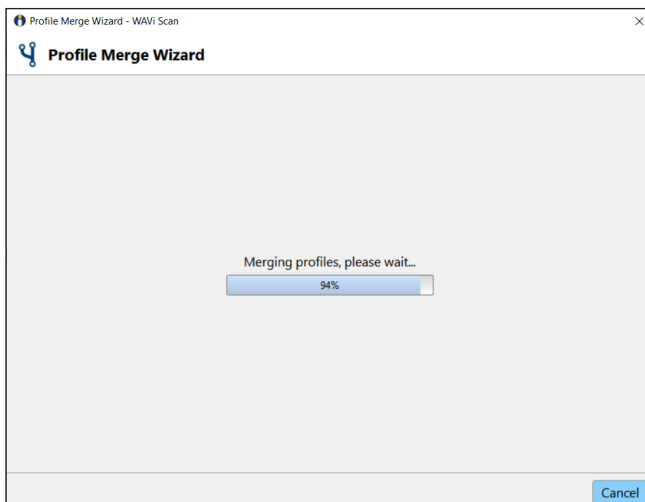 Profile Merge Wizard - WAVi Scan
Profile Merge Wizard
Merging profiles, please wait...
94%
Cancel